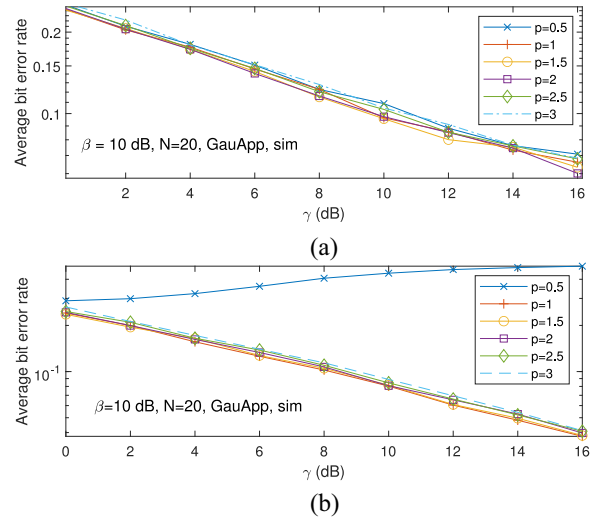 Average bit error rate
0.2
0.15
0.1
p=0.5
p=1
p=1.5
p=2
p=2.5
p=3
β = 10 dB, N=20, GauApp, sim
2 4 6 8 10 12 14 16
γ (dB)
(a)
Average bit error rate
10⁻¹
p=0.5
p=1
p=1.5
p=2
p=2.5
p=3
β=10 dB, N=20, GauApp, sim
0 2 4 6 8 10 12 14 16
γ (dB)
(b)